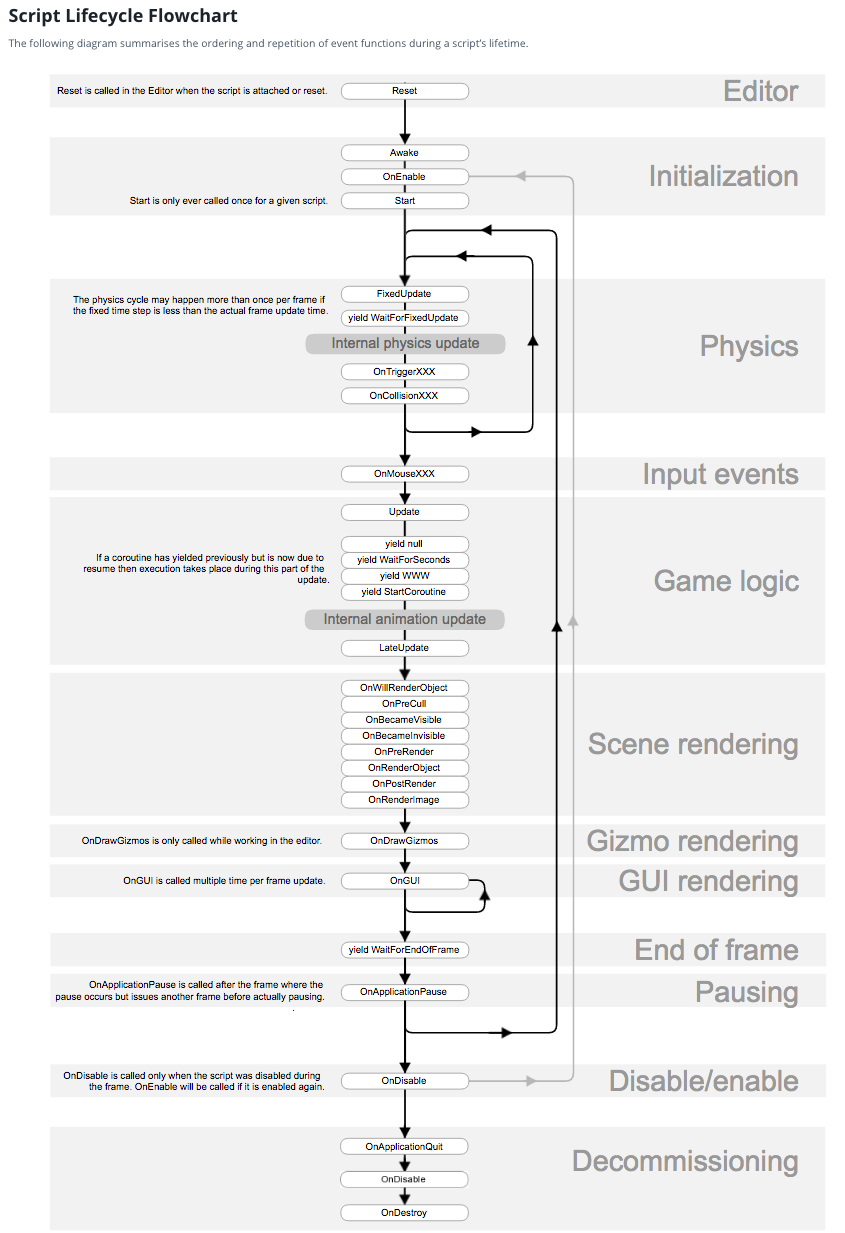 Script Lifecycle Flowchart
The following diagram summarises the ordering and repetition of event functions during a script's lifetime.
Reset is called in the Editor when the script is attached or reset.
Reset
Editor
Awake
OnEnable
Initialization
Start is only ever called once for a given script.
Start
FixedUpdate
The physics cycle may happen more than once per frame if
the fixed time step is less than the actual frame update time.
yield WaitForFixedUpdate
Internal physics update
Physics
OnTriggerXXX
OnCollisionXXX
OnMouseXXX
Input events
Update
yield null
If a coroutine has yielded previously but is now due to
resume then execution takes place during this part of the
update.
yield WaitForSeconds
yield WWW
yield StartCoroutine
Game logic
Internal animation update
LateUpdate
OnWillRenderObject
OnPreCull
OnBecameVisible
OnBecameInvisible
OnPreRender
OnRenderObject
OnPostRender
OnRenderImage
Scene rendering
OnDrawGizmos is only called while working in the editor.
OnDrawGizmos
Gizmo rendering
OnGUI is called multiple time per frame update.
OnGUI
GUI rendering
yield WaitForEndOfFrame
End of frame
OnApplicationPause is called after the frame where the
pause occurs but issues another frame before actually pausing.
.
OnApplicationPause
Pausing
OnDisable is called only when the script was disabled during
the frame. OnEnable will be called if it is enabled again.
OnDisable
Disable/enable
OnApplicationQuit
Decommissioning
OnDisable
OnDestroy